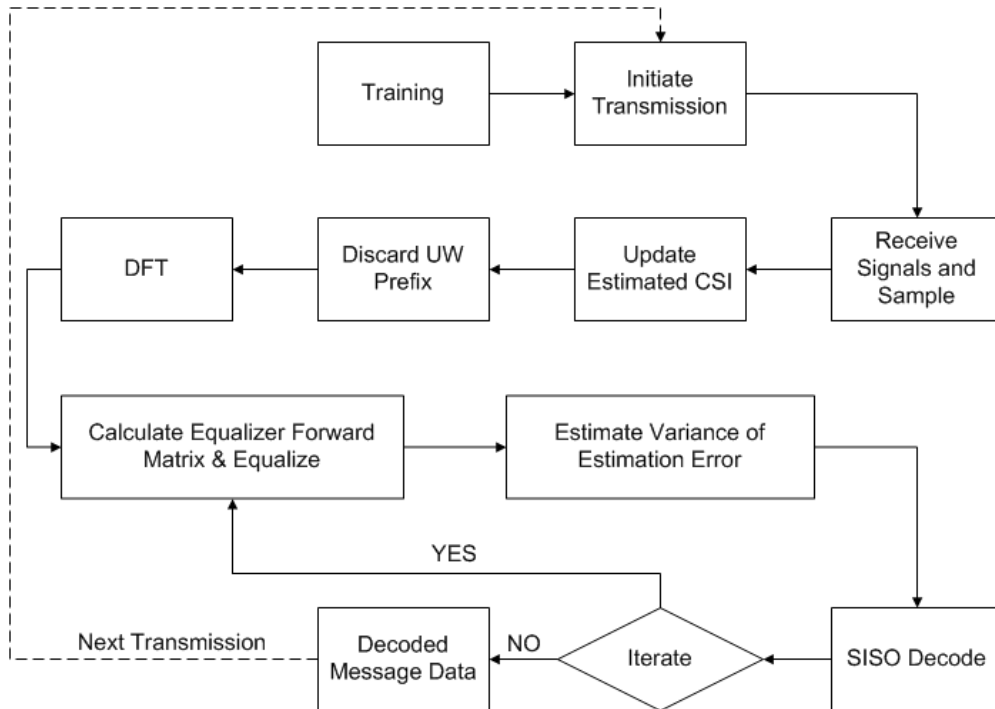 Training
Initiate
Transmission
DFT
Discard UW
Prefix
Update
Estimated CSI
Receive
Signals and
Sample
Calculate Equalizer Forward
Matrix & Equalize
Estimate Variance of
Estimation Error
YES
Next Transmission
Decoded
Message Data
NO
Iterate
SISO Decode